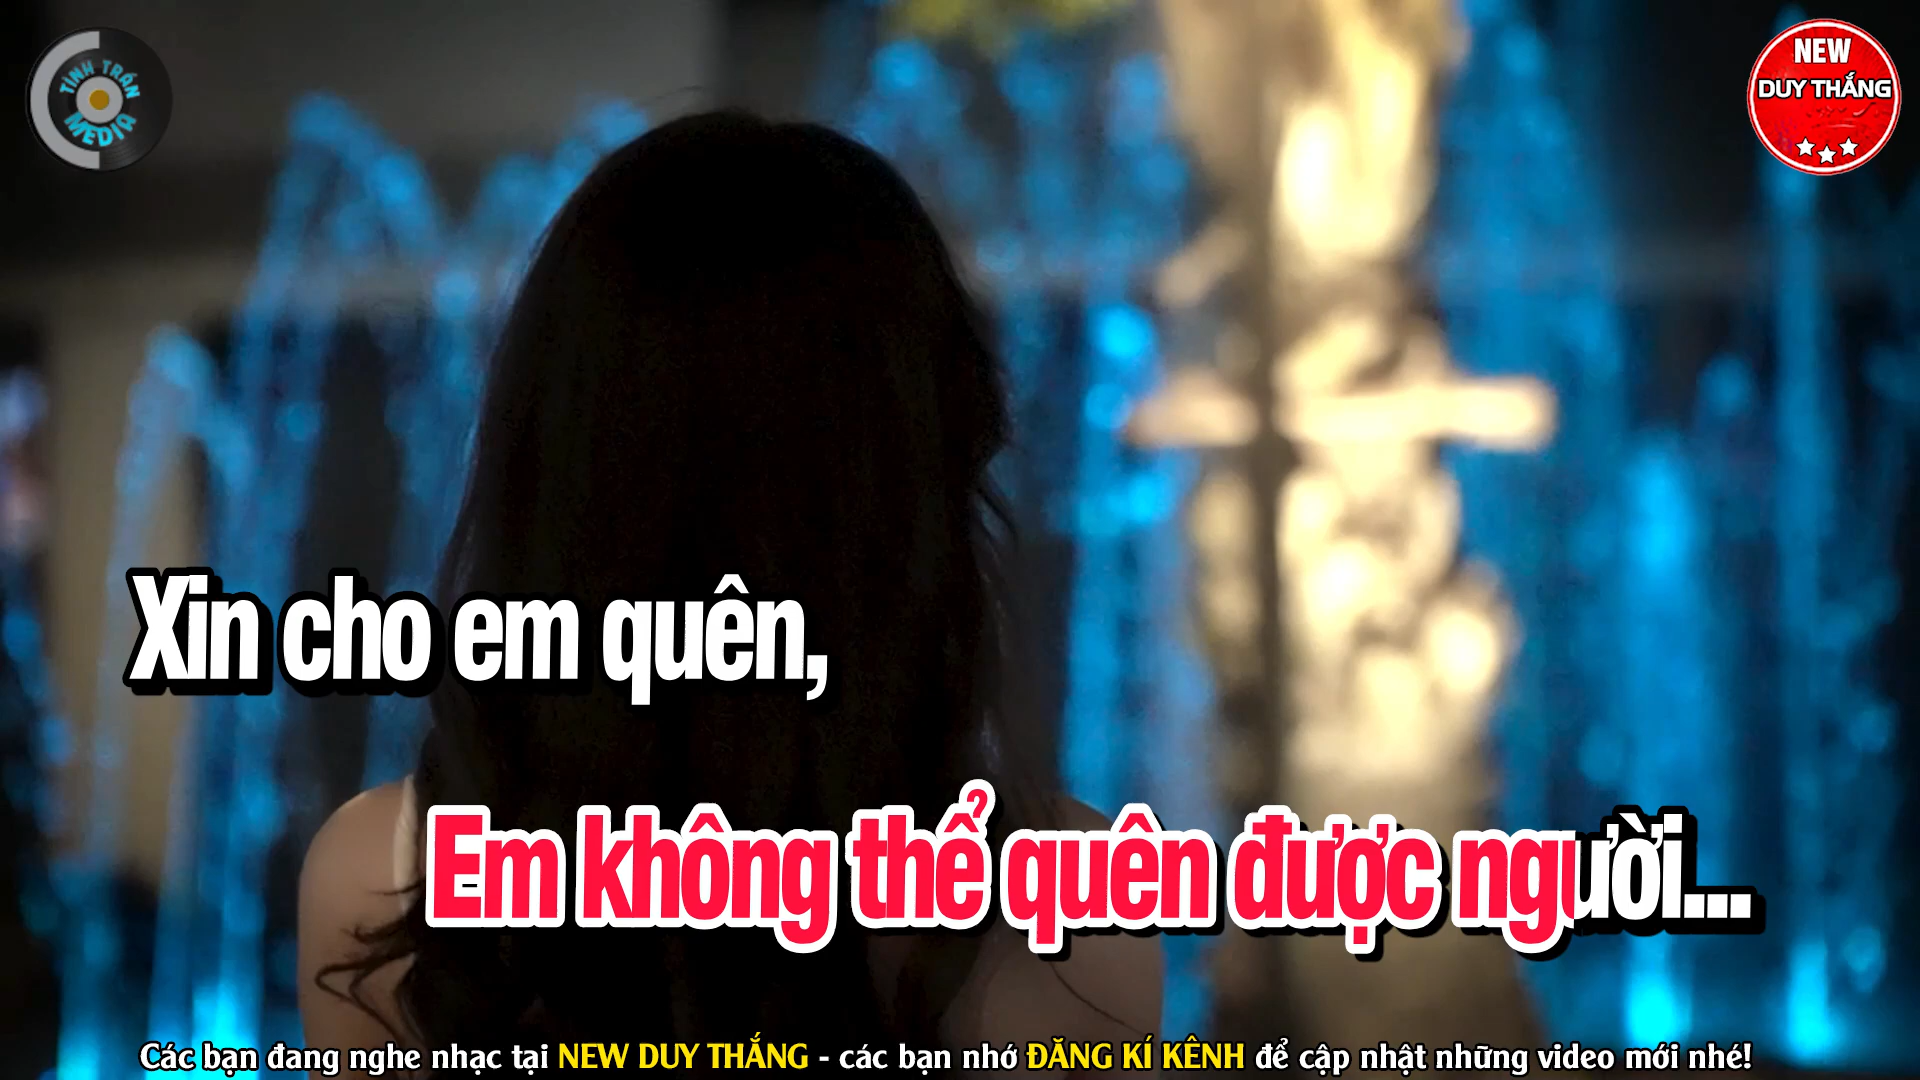 TÌNH TRẦN
MEDIA
NEW
DUY THẮNG
Xin cho em quên,
Em không thể quên được người...
Các bạn đang nghe nhạc tại NEW DUY THẮNG - các bạn nhớ ĐĂNG KÍ KÊNH để cập nhật những video mới nhé!